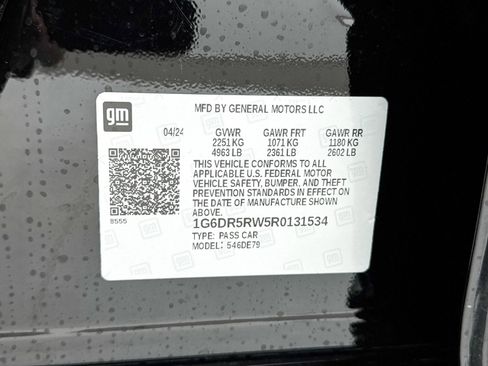 gm
MFD BY GENERAL MOTORS LLC
04/24 GVWR GAWR FRT GAWR RR
2251 KG 1071 KG 1180 KG
4963 LB 2361 LB 2602 LB
THIS VEHICLE CONFORMS TO ALL
APPLICABLE U.S. FEDERAL MOTOR
VEHICLE SAFETY, BUMPER, AND THEFT
PREVENTION STANDARDS IN EFFECT ON
THE DATE OF MANUFACTURE SHOWN
ABOVE.
8555
1G6DR5RW5R0131534
TYPE: PASS CAR
MODEL: 546DE79